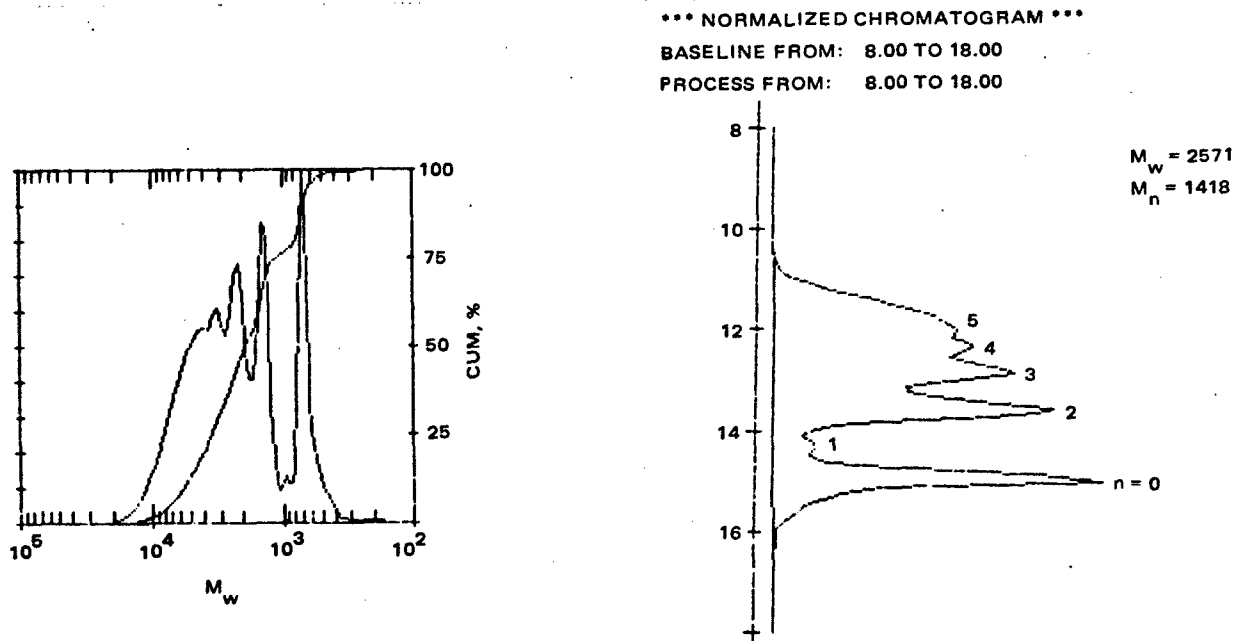 *** NORMALIZED CHROMATOGRAM ***
BASELINE FROM: 8.00 TO 18.00
PROCESS FROM: 8.00 TO 18.00
8
M_w = 2571
M_n = 1418
10
12
14
16
5
4
3
2
1
n = 0
100
75
50
25
CUM, %
10^5 10^4 10^3 10^2
M_w